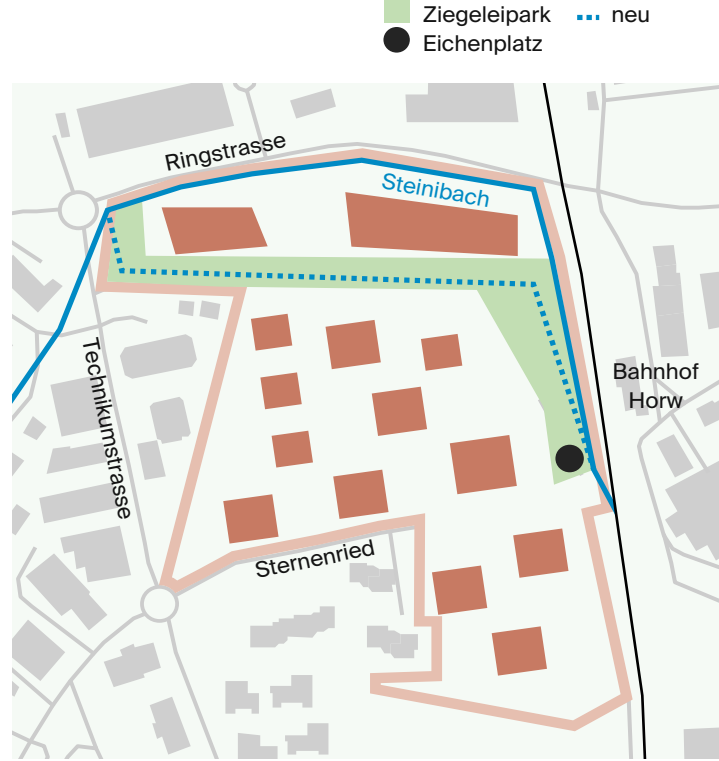 Ziegeleipark
neu
Eichenplatz
Ringstrasse
Steinibach
Technikumstrasse
Bahnhof
Horw
Sternenried